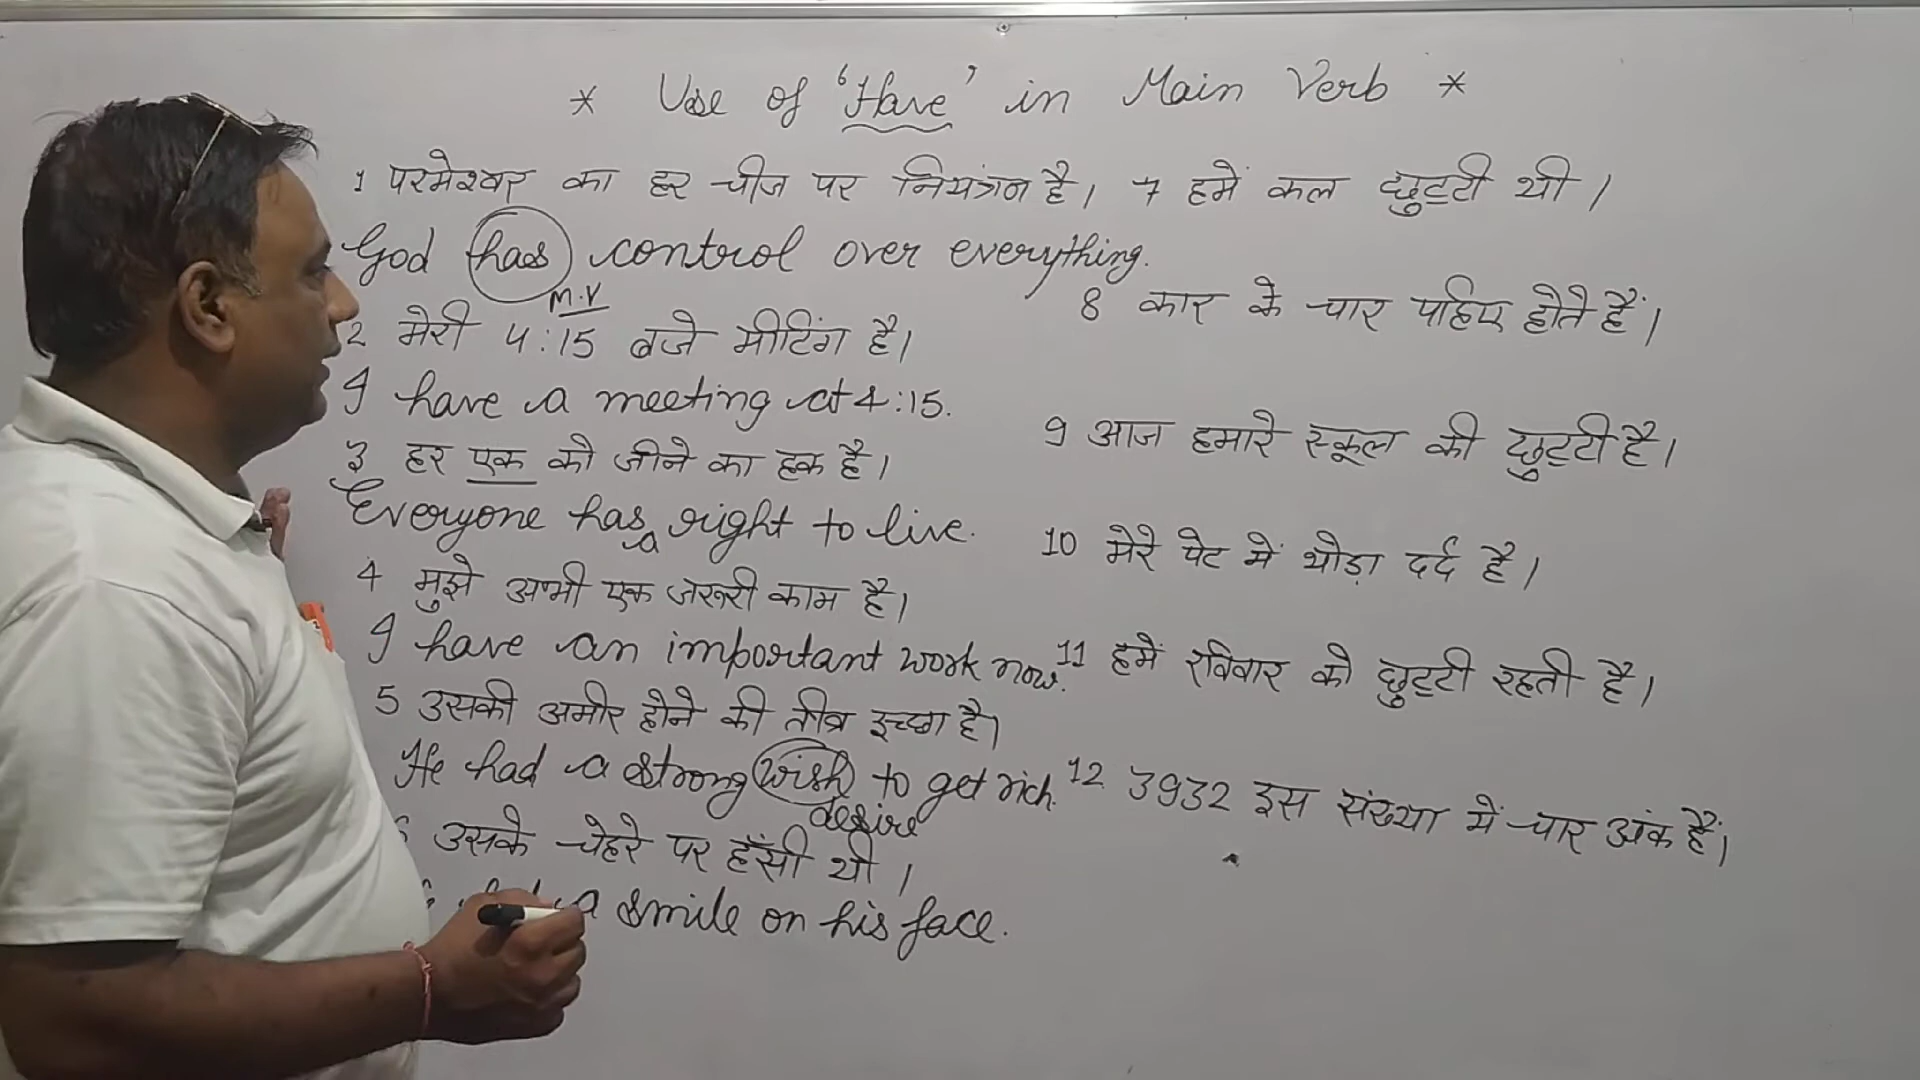 * Use of 'Have' in Main Verb *
1 परमेश्वर का हर चीज पर नियंत्रन है।
God has control over everything.
M.V
2 मेरी 4:15 बजे मीटिंग है।
I have a meeting at 4:15.
3 हर एक को जीने का हक है।
Everyone has a right to live.
4 मुझे अभी एक जरूरी काम है।
I have an important work now.
5 उसकी अमीर होने की तीव्र इच्छा है।
He had a strong wish to get rich.
desire
उसके चेहरे पर हँसी थी।
a smile on his face.
7 हमें कल छुट्टी थी।
8 कार के चार पहिए होते हैं।
9 आज हमारे स्कूल की छुट्टी है।
10 मेरे पेट में थोड़ा दर्द है।
11 हमें रविवार को छुट्टी रहती है।
12 3932 इस संख्या में चार अंक हैं।